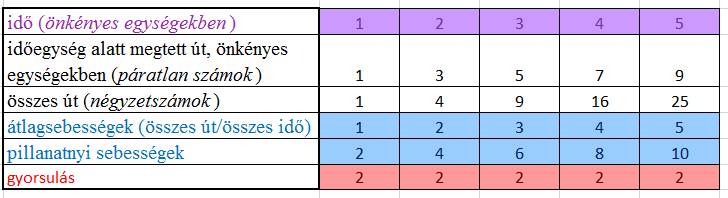 idő (önkényes egységekben) 1 2 3 4 5
időegység alatt megtett út, önkényes
egységekben (páratlan számok) 1 3 5 7 9
összes út (négyzetszámok) 1 4 9 16 25
átlagsebességek (összes út/összes idő) 1 2 3 4 5
pillanatnyi sebességek 2 4 6 8 10
gyorsulás 2 2 2 2 2